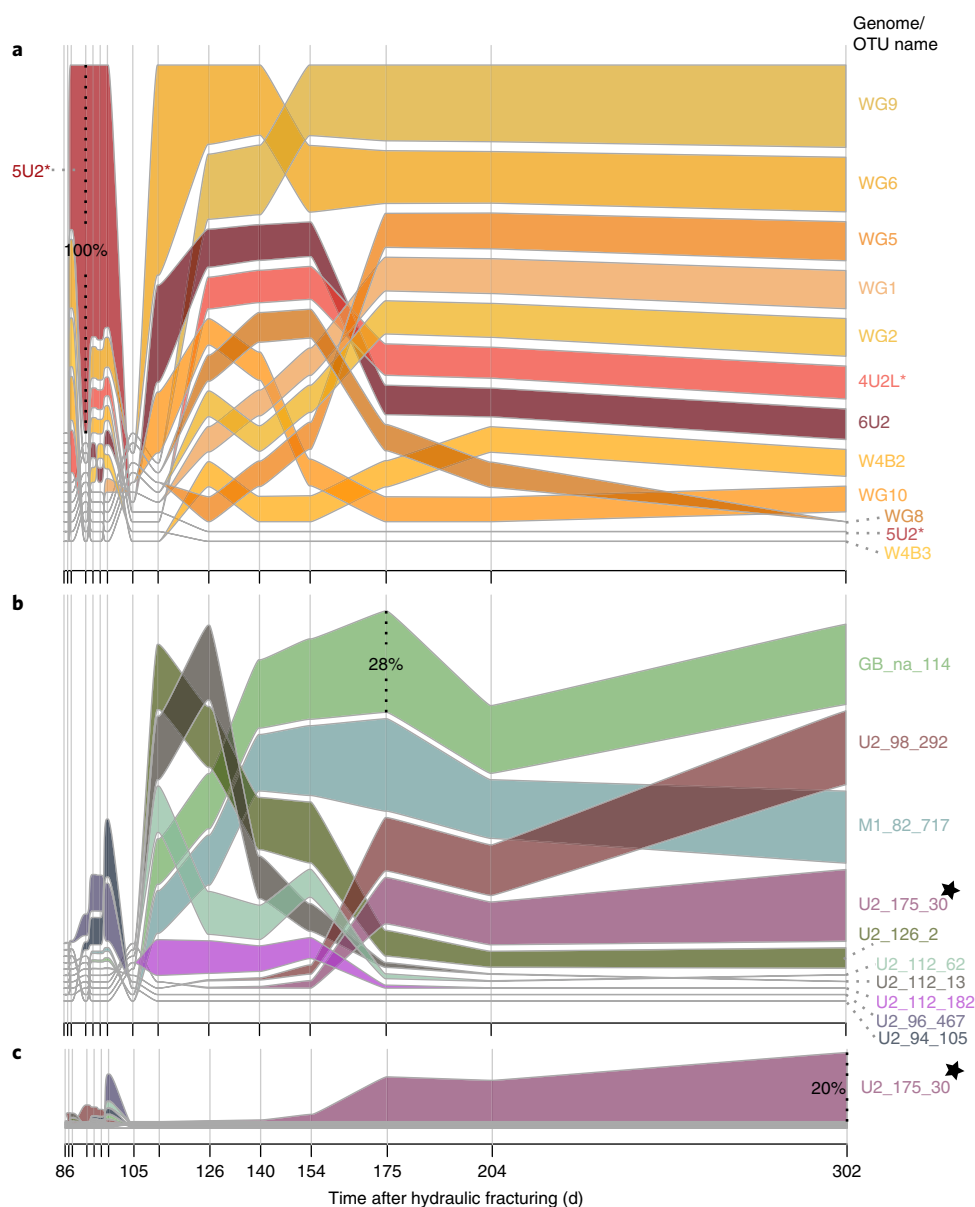 Genome/
OTU name
a
WG9
5U2*
WG6
WG5
100%
WG1
WG2
4U2L*
6U2
W4B2
WG10
WG8
5U2*
W4B3
b
GB_na_114
28%
U2_98_292
M1_82_717
U2_175_30
U2_126_2
U2_112_62
U2_112_13
U2_112_182
U2_96_467
U2_94_105
c
20%
U2_175_30
86 105 126 140 154 175 204 302
Time after hydraulic fracturing (d)